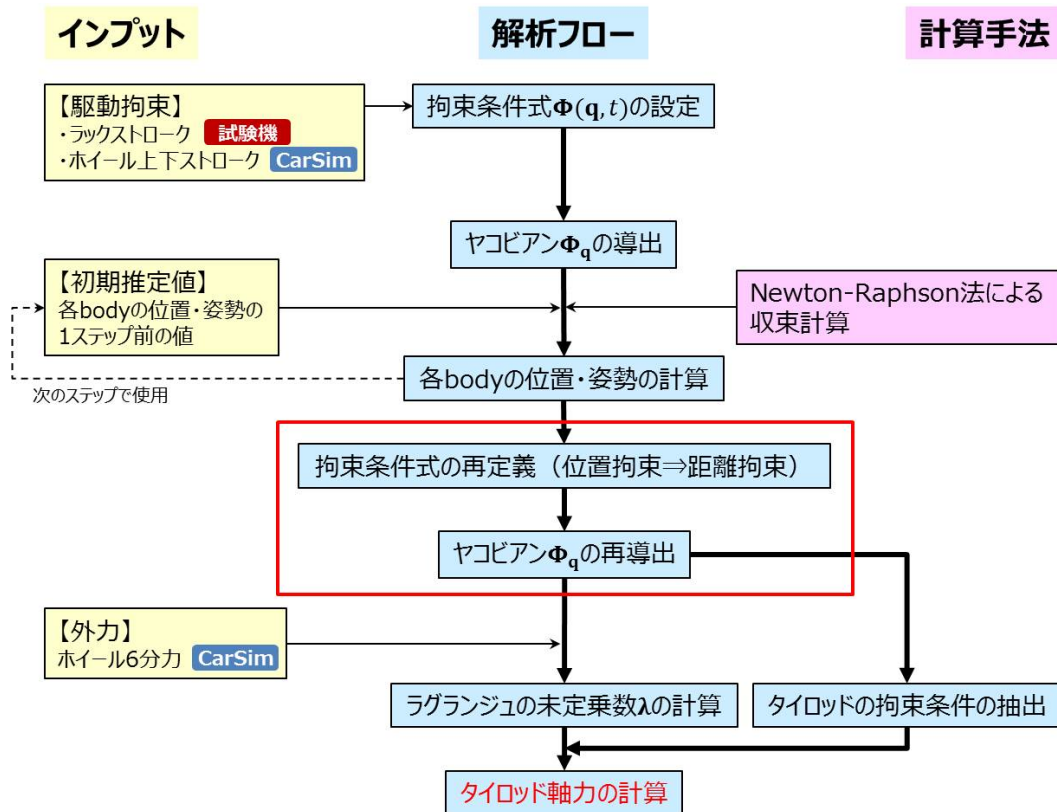 インプット
解析フロー
計算手法
【駆動拘束】
・ラックストローク 試験機
・ホイール上下ストローク CarSim
拘束条件式Φ(q,t)の設定
ヤコビアンΦqの導出
【初期推定値】
各bodyの位置・姿勢の
1ステップ前の値
Newton-Raphson法による
収束計算
各bodyの位置・姿勢の計算
次のステップで使用
拘束条件式の再定義（位置拘束⇒距離拘束）
ヤコビアンΦqの再導出
【外力】
ホイール6分力 CarSim
ラグランジュの未定乗数λの計算
タイロッドの拘束条件の抽出
タイロッド軸力の計算